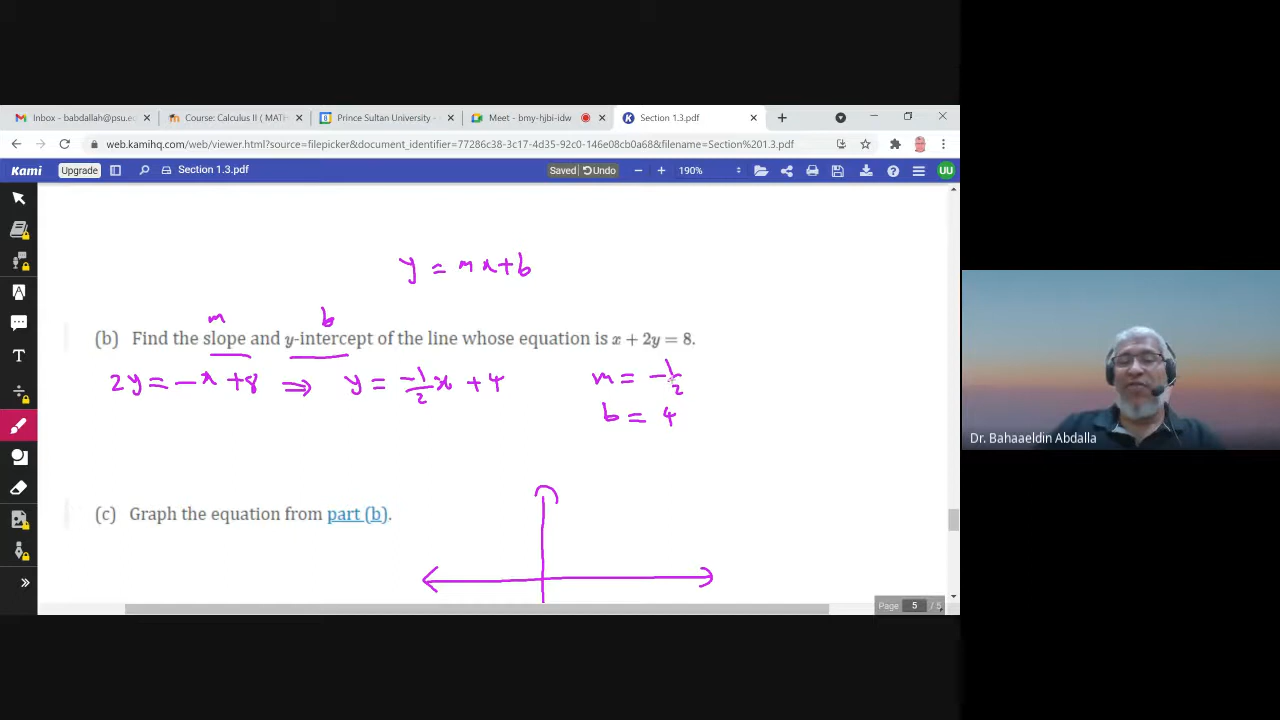 Inbox - babdallah@psu.e
Course: Calculus II ( MATH
Prince Sultan University -
Meet - bmy-hjbi-idw
Section 1.3.pdf
web.kamihq.com/web/viewer.html?source=filepicker&document_identifier=77286c38-3c17-4d35-92c0-146e08cb0a68&filename=Section%201.3.pdf
Kami Upgrade Section 1.3.pdf Saved Undo 190% UU
y = mx+b
m b
(b) Find the slope and y-intercept of the line whose equation is x + 2y = 8.
2y = -x +8 ⇒ y = -1/2 x + 4 m = -1/2
b = 4
(c) Graph the equation from part (b).
Page 5 / 5
Dr. Bahaaeldin Abdalla